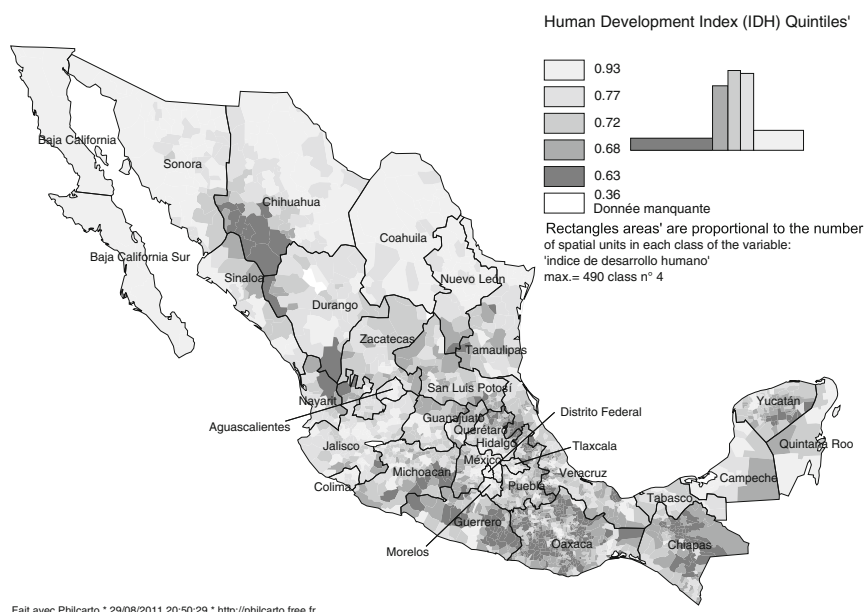 Human Development Index (IDH) Quintiles'
0.93
0.77
0.72
0.68
0.63
0.36
Donnée manquante
Rectangles areas' are proportional to the number
of spatial units in each class of the variable:
'indice de desarrollo humano'
max.= 490 class n° 4
Baja California
Sonora
Chihuahua
Coahuila
Baja California Sur
Sinaloa
Nuevo León
Durango
Zacatecas
Tamaulipas
Nayarit
San Luis Potosí
Yucatán
Aguascalientes
Guanajuato
Distrito Federal
Querétaro
Quintana Roo
Jalisco
Hidalgo
Tlaxcala
México
Michoacán
Veracruz
Campeche
Colima
Puebla
Tabasco
Guerrero
Morelos
Oaxaca
Chiapas
Fait avec Philcarto * 29/08/2011 20:50:29 * http://philcarto.free.fr